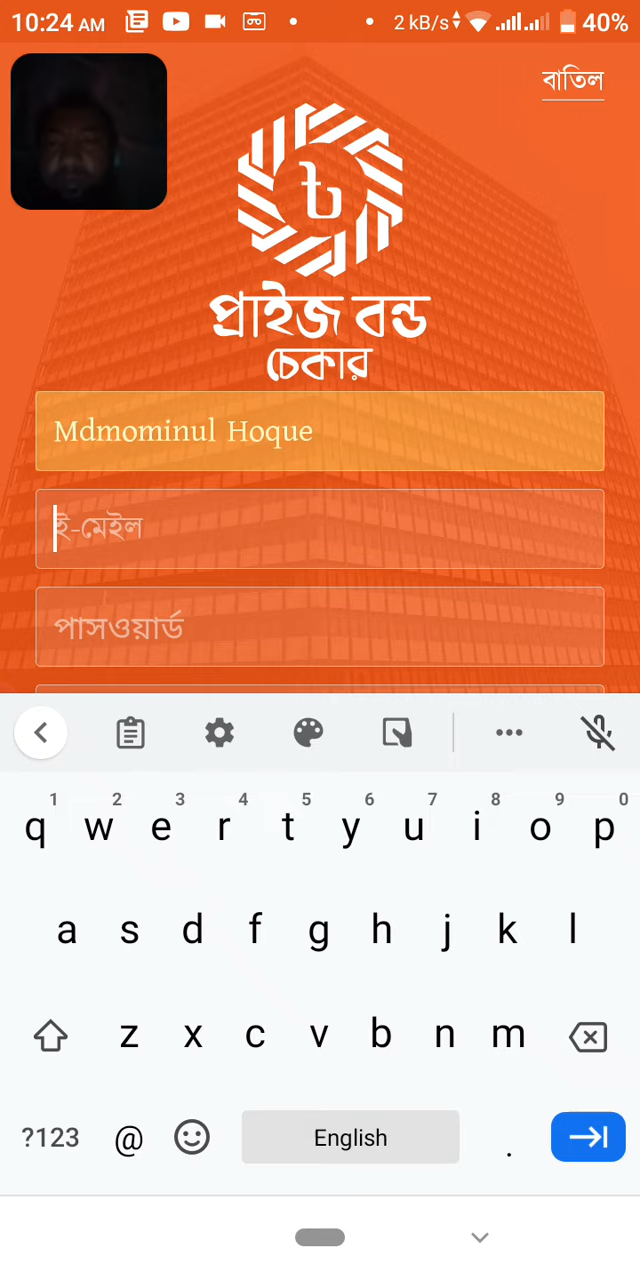 10:24 AM 2 kB/s 40%
বাতিল
প্রাইজ বন্ড
চেকার
Mdmominul Hoque
ই-মেইল
পাসওয়ার্ড
1 2 3 4 5 6 7 8 9 0
q w e r t y u i o p
a s d f g h j k l
z x c v b n m
?123 @ English .